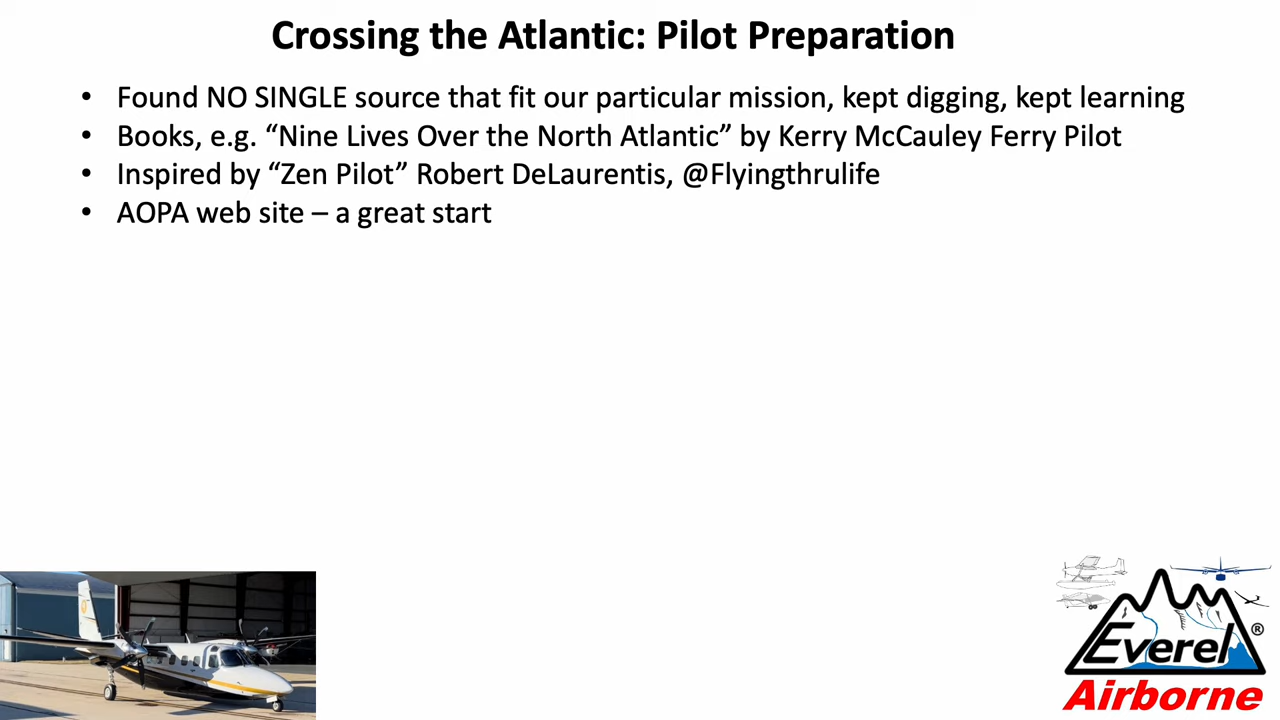 Crossing the Atlantic: Pilot Preparation
• Found NO SINGLE source that fit our particular mission, kept digging, kept learning
• Books, e.g. “Nine Lives Over the North Atlantic” by Kerry McCauley Ferry Pilot
• Inspired by “Zen Pilot” Robert DeLaurentis, @Flyingthrulife
• AOPA web site – a great start
Everel®
Airborne